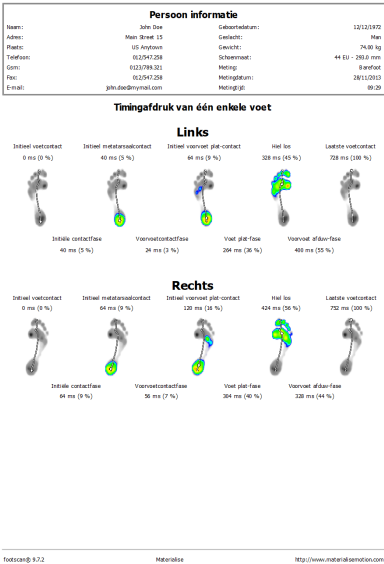 Persoon informatie
Naam: John Doe Geboortedatum: 12/12/1972
Adres: Main Street 15 Geslacht: Man
Plaats: US Anytown Gewicht: 74.00 kg
Telefoon: 012/547.258 Schoenmaat: 44 EU - 293.0 mm
Gsm: 0123/789.321 Meting: Barefoot
Fax: 012/547.258 Metingdatum: 28/11/2013
E-mail: john.doe@mymail.com Metingtijd: 09:29
Timingafdruk van één enkele voet
Links
Initieel voetcontact Initieel metatarsaalcontact Initieel voorvoet plat-contact Hiel los Laatste voetcontact
0 ms (0 %) 40 ms (5 %) 64 ms (9 %) 328 ms (45 %) 728 ms (100 %)
Initiële contactfase Voorvoetcontactfase Voet plat-fase Voorvoet afduw-fase
40 ms (5 %) 24 ms (3 %) 264 ms (36 %) 400 ms (55 %)
Rechts
Initieel voetcontact Initieel metatarsaalcontact Initieel voorvoet plat-contact Hiel los Laatste voetcontact
0 ms (0 %) 64 ms (9 %) 120 ms (16 %) 424 ms (56 %) 752 ms (100 %)
Initiële contactfase Voorvoetcontactfase Voet plat-fase Voorvoet afduw-fase
64 ms (9 %) 56 ms (7 %) 304 ms (40 %) 328 ms (44 %)
footscan® 9.7.2 Materialise http://www.materialisemotion.com